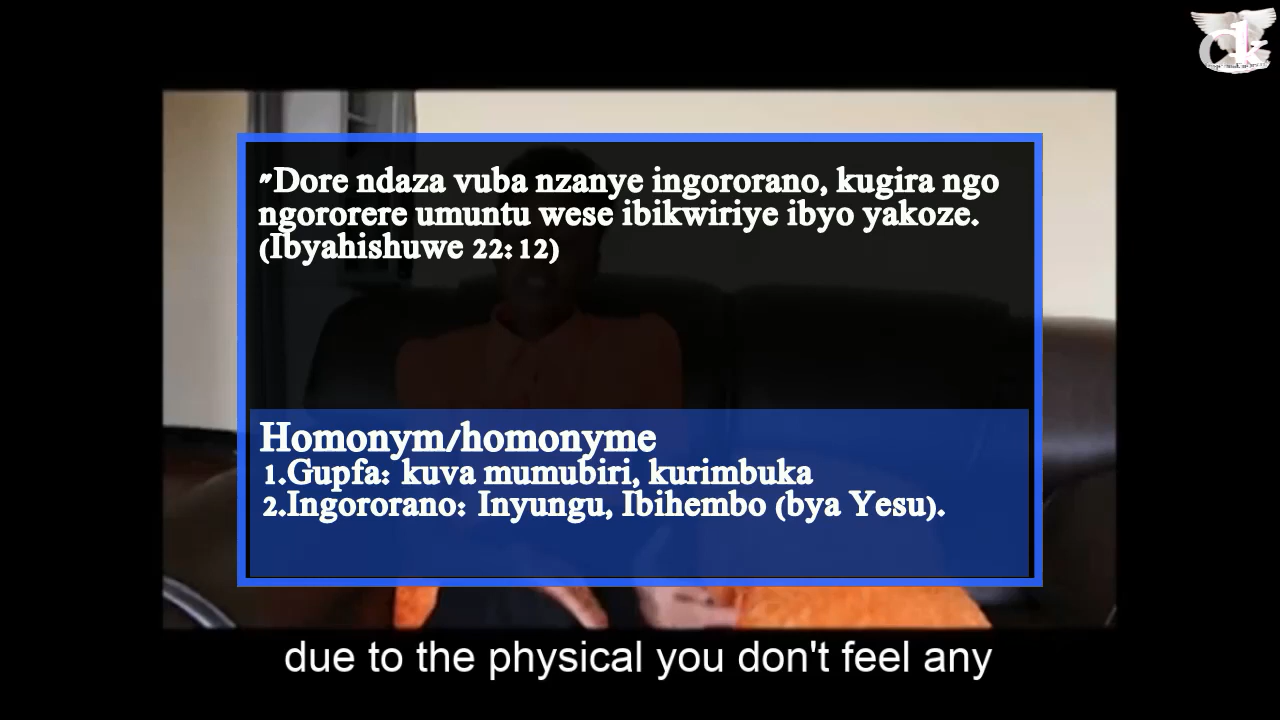 "Dore ndaza vuba nzanye ingororano, kugira ngo
ngororere umuntu wese ibikwiriye ibyo yakoze.
(Ibyahishuwe 22:12)
Homonym/homonyme
1.Gupfa: kuva mumubiri, kurimbuka
2.Ingororano: Inyungu, Ibihembo (bya Yesu).
due to the physical you don't feel any